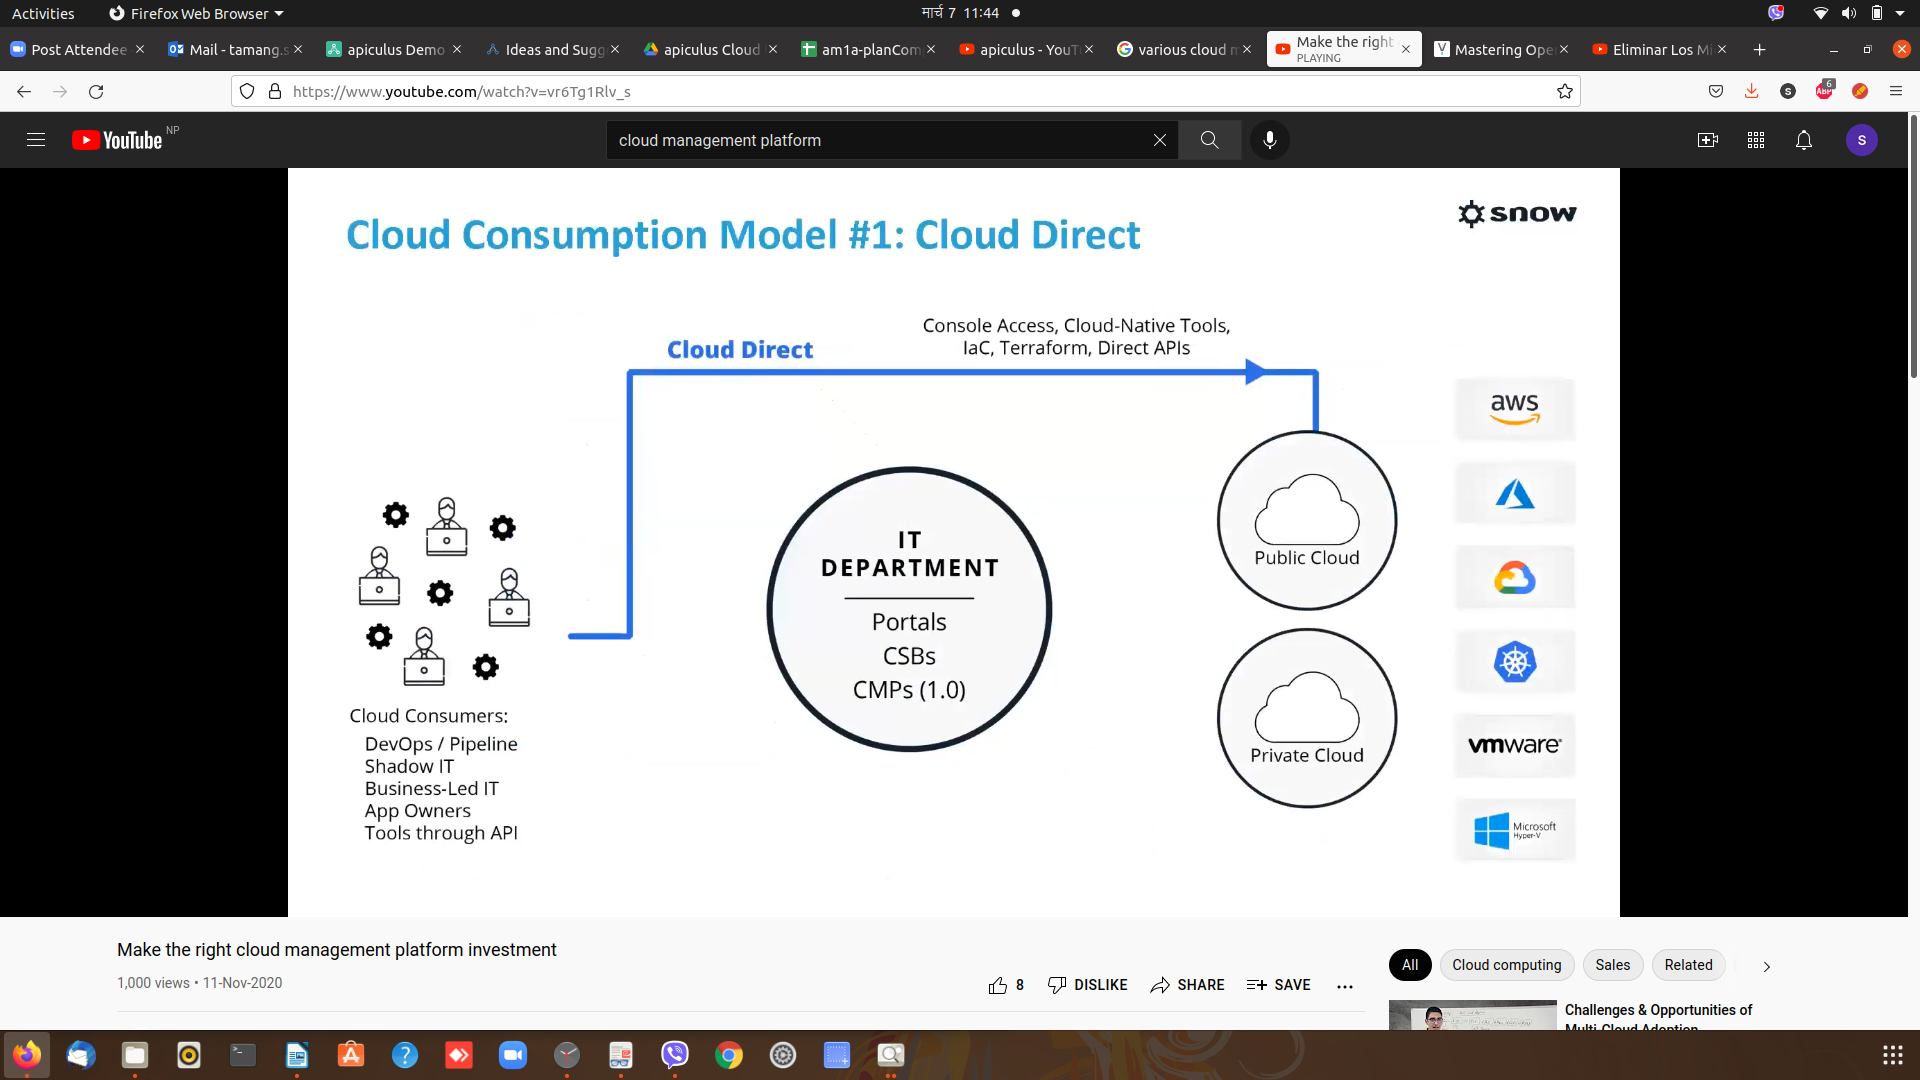 Activities
Firefox Web Browser
मार्च 7 11:44
Post Attendee
Mail - tamang.s
apiculus Demo
Ideas and Sugg
apiculus Cloud
am1a-planCom
apiculus - YouT
various cloud m
Make the right
PLAYING
Mastering Ope
Eliminar Los Mi
https://www.youtube.com/watch?v=vr6Tg1Rlv_s
S
ABP
6
YouTube NP
cloud management platform
S
Cloud Consumption Model #1: Cloud Direct
snow
Console Access, Cloud-Native Tools,
IaC, Terraform, Direct APIs
Cloud Direct
aws
IT
DEPARTMENT
Portals
CSBs
CMPs (1.0)
Public Cloud
Private Cloud
vmware
Microsoft
Hyper-V
Cloud Consumers:
DevOps / Pipeline
Shadow IT
Business-Led IT
App Owners
Tools through API
Make the right cloud management platform investment
1,000 views • 11-Nov-2020
8
DISLIKE
SHARE
SAVE
All
Cloud computing
Sales
Related
Challenges & Opportunities of
Multi-Cloud Adoption